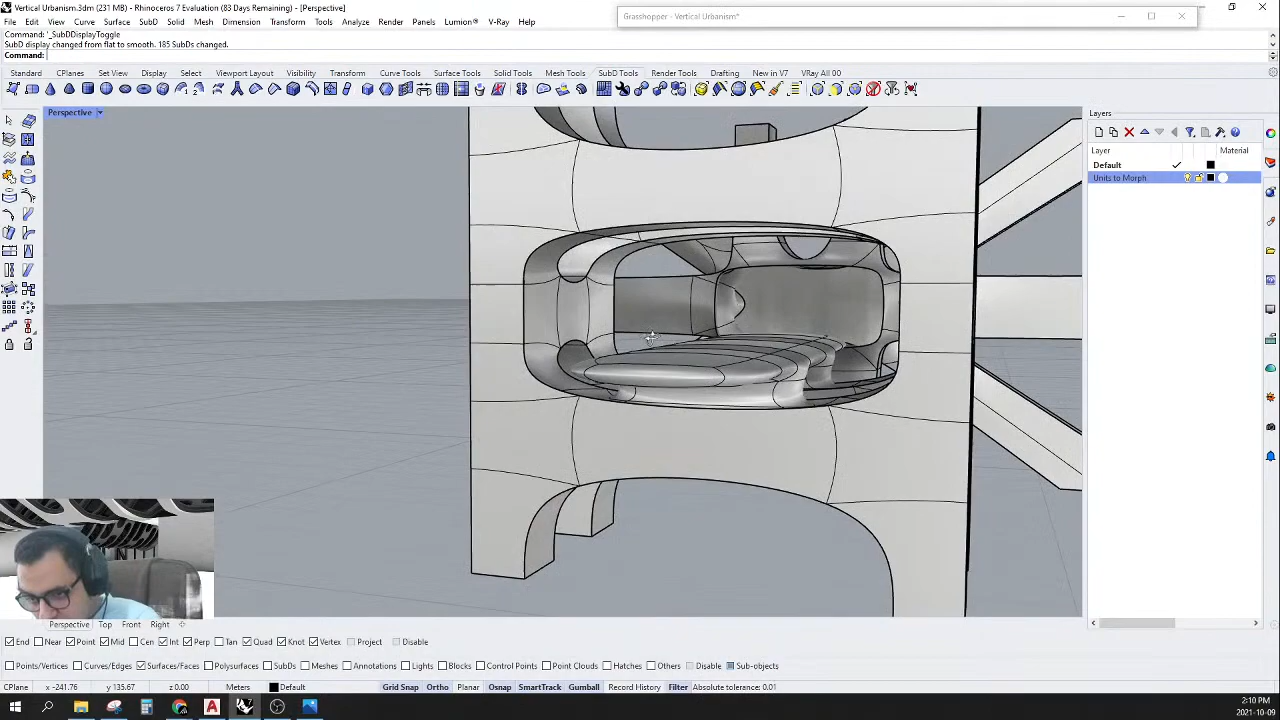 Vertical Urbanism.3dm (231 MB) - Rhinoceros 7 Evaluation (83 Days Remaining) - [Perspective]
Grasshopper - Vertical Urbanism*
File Edit View Curve Surface SubD Solid Mesh Dimension Transform Tools Analyze Render Panels Lumion® V-Ray Window Help
Command: '_SubDDisplayToggle
SubD display changed from flat to smooth. 185 SubDs changed.
Command:
Standard CPlanes Set View Display Select Viewport Layout Visibility Transform Curve Tools Surface Tools Solid Tools Mesh Tools SubD Tools Render Tools Drafting New in V7 VRay All 00
Perspective
Layers
Layer Material
Default
Units to Morph
Perspective Top Front Right
End Near Point Mid Cen Int Perp Tan Quad Knot Vertex Project Disable
Points/Vertices Curves/Edges Surfaces/Faces Polysurfaces SubDs Meshes Annotations Lights Blocks Control Points Point Clouds Hatches Others Disable Sub-objects
CPlane x -241.76 y 135.67 z 0.00 Meters Default Grid Snap Ortho Planar Osnap SmartTrack Gumball Record History Filter Absolute tolerance: 0.01
2:10 PM
2021-10-09